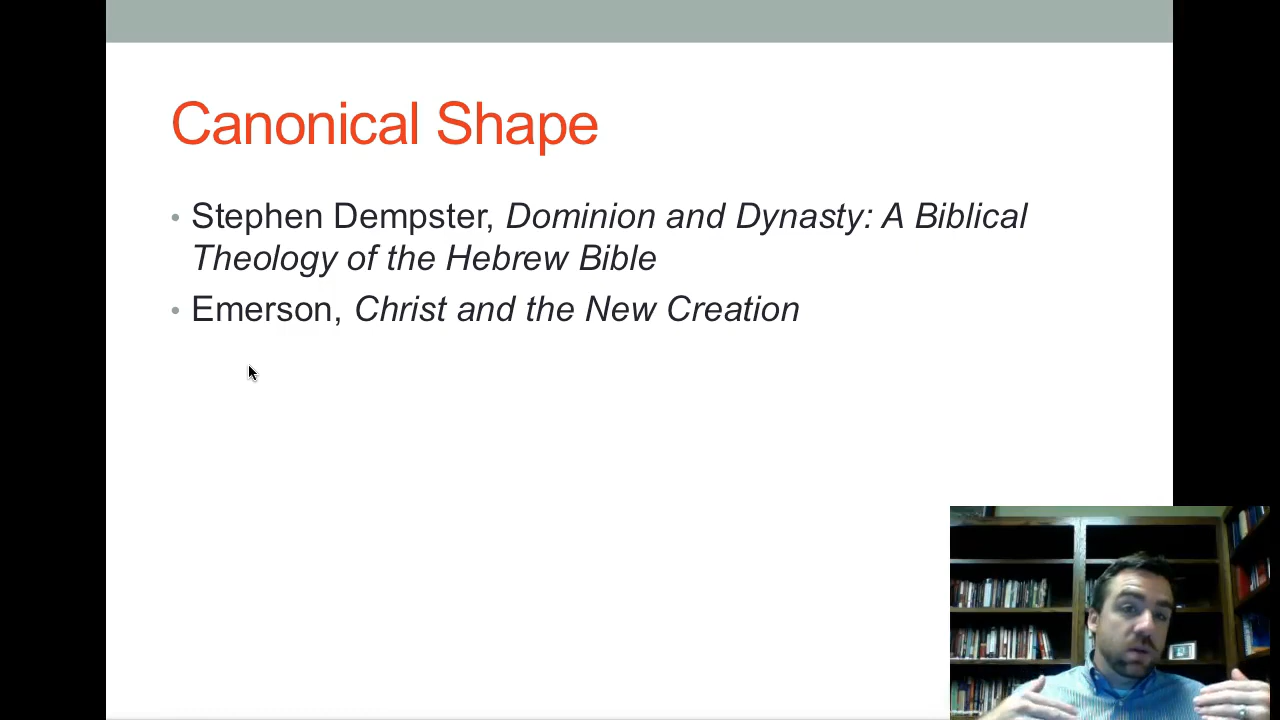 Canonical Shape
• Stephen Dempster, Dominion and Dynasty: A Biblical
Theology of the Hebrew Bible
• Emerson, Christ and the New Creation